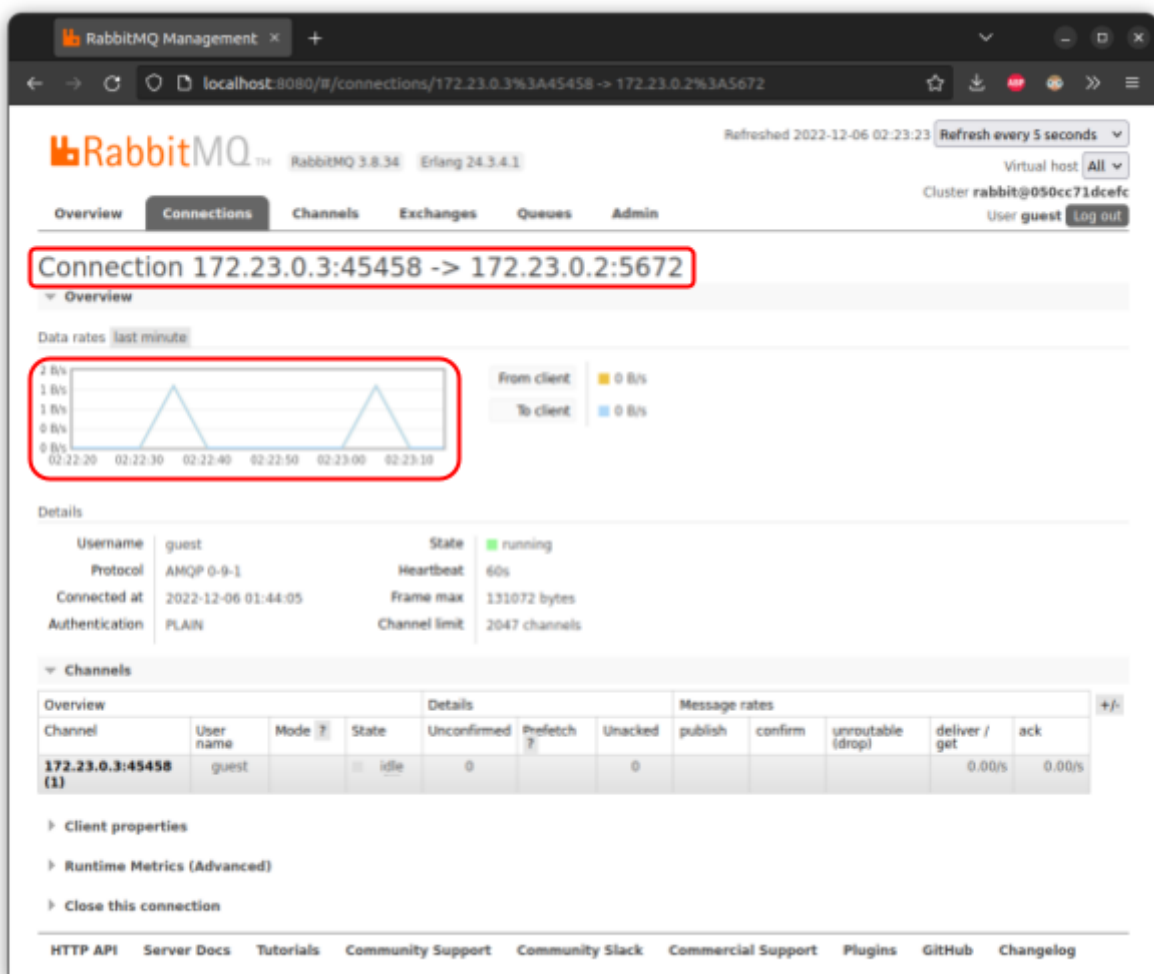 RabbitMQ Management × +
localhost:8080/#/connections/172.23.0.3%3A45458 -> 172.23.0.2%3A5672
ABP
RabbitMQ TM RabbitMQ 3.8.34 Erlang 24.3.4.1
Refreshed 2022-12-06 02:23:23 Refresh every 5 seconds
Virtual host All
Cluster rabbit@050cc71dcefc
User guest Log out
Overview Connections Channels Exchanges Queues Admin
Connection 172.23.0.3:45458 -> 172.23.0.2:5672
Overview
Data rates last minute
2 B/s
1 B/s
1 B/s
0 B/s
0 B/s
02:22:20 02:22:30 02:22:40 02:22:50 02:23:00 02:23:10
From client 0 B/s
To client 0 B/s
Details
Username guest State running
Protocol AMQP 0-9-1 Heartbeat 60s
Connected at 2022-12-06 01:44:05 Frame max 131072 bytes
Authentication PLAIN Channel limit 2047 channels
Channels
Overview Details Message rates +/-
Channel User name Mode ? State Unconfirmed Prefetch ? Unacked publish confirm unroutable (drop) deliver / get ack
172.23.0.3:45458 (1) guest idle 0 0 0.00/s 0.00/s
Client properties
Runtime Metrics (Advanced)
Close this connection
HTTP API Server Docs Tutorials Community Support Community Slack Commercial Support Plugins GitHub Changelog